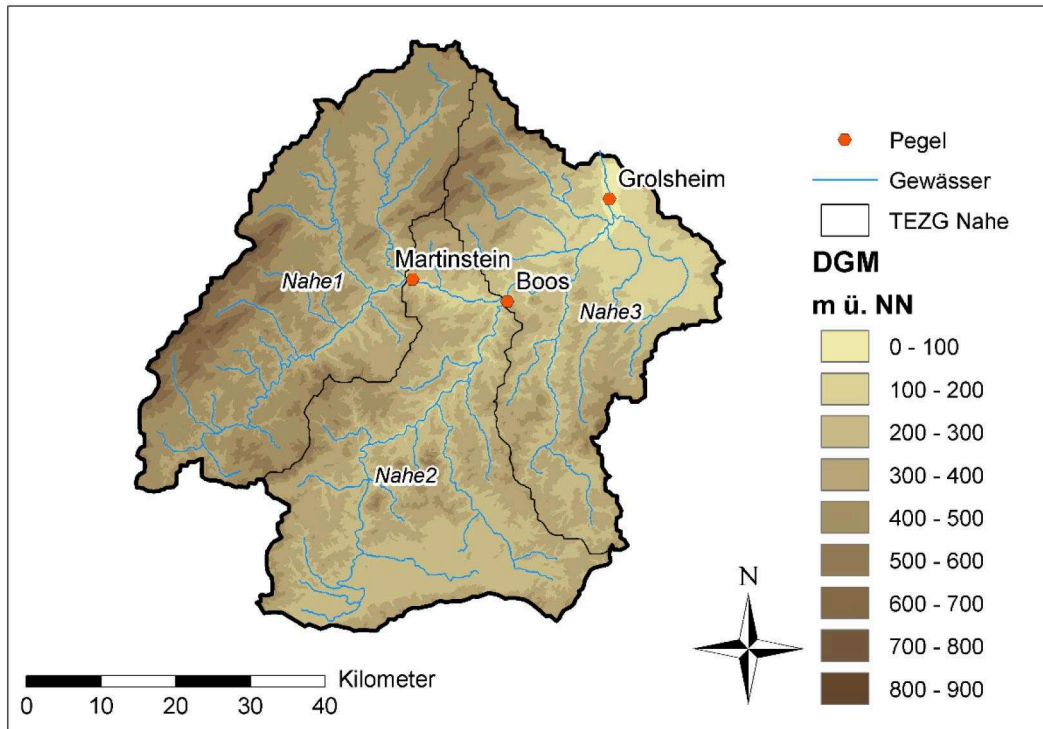 Grolsheim
Martinstein
Nahe1
Boos
Nahe3
Nahe2
Pegel
Gewässer
TEZG Nahe
DGM
m ü. NN
0 - 100
100 - 200
200 - 300
300 - 400
400 - 500
500 - 600
600 - 700
700 - 800
800 - 900
N
Kilometer
0 10 20 30 40